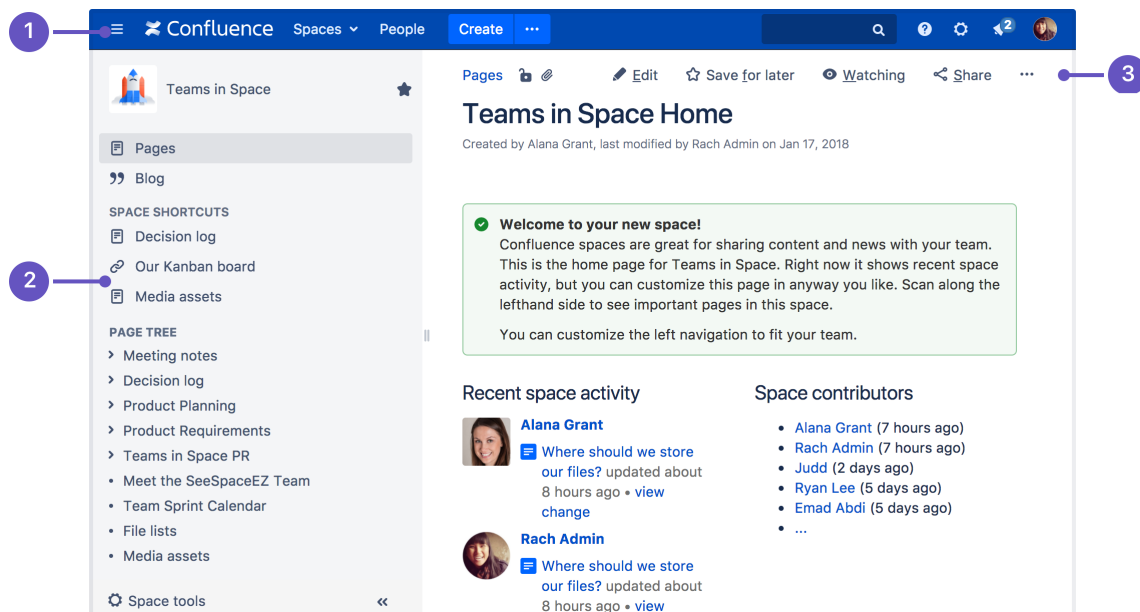 1
Confluence Spaces People Create ... 2
2
3
Teams in Space
Pages
Blog
SPACE SHORTCUTS
Decision log
Our Kanban board
Media assets
PAGE TREE
Meeting notes
Decision log
Product Planning
Product Requirements
Teams in Space PR
• Meet the SeeSpaceEZ Team
• Team Sprint Calendar
• File lists
• Media assets
Space tools
Pages Edit Save for later Watching Share ...
Teams in Space Home
Created by Alana Grant, last modified by Rach Admin on Jan 17, 2018
Welcome to your new space!
Confluence spaces are great for sharing content and news with your team.
This is the home page for Teams in Space. Right now it shows recent space
activity, but you can customize this page in anyway you like. Scan along the
lefthand side to see important pages in this space.
You can customize the left navigation to fit your team.
Recent space activity
Alana Grant
Where should we store
our files? updated about
8 hours ago • view
change
Rach Admin
Where should we store
our files? updated about
8 hours ago • view
Space contributors
• Alana Grant (7 hours ago)
• Rach Admin (7 hours ago)
• Judd (2 days ago)
• Ryan Lee (5 days ago)
• Emad Abdi (5 days ago)
• ...